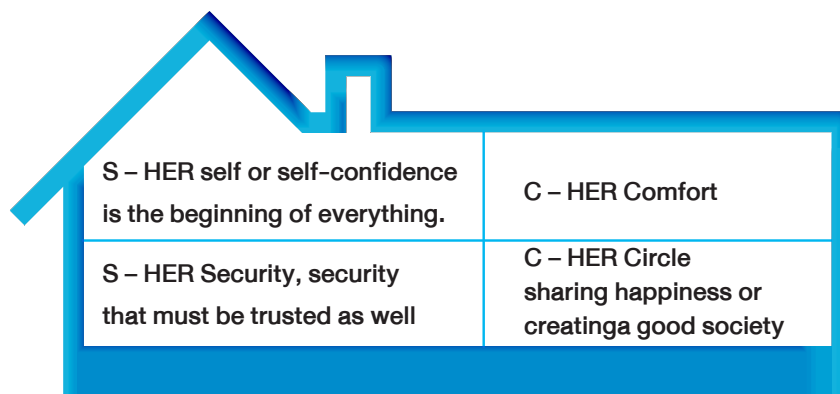 S – HER self or self-confidence
is the beginning of everything.
C – HER Comfort
S – HER Security, security
that must be trusted as well
C – HER Circle
sharing happiness or
creatinga good society